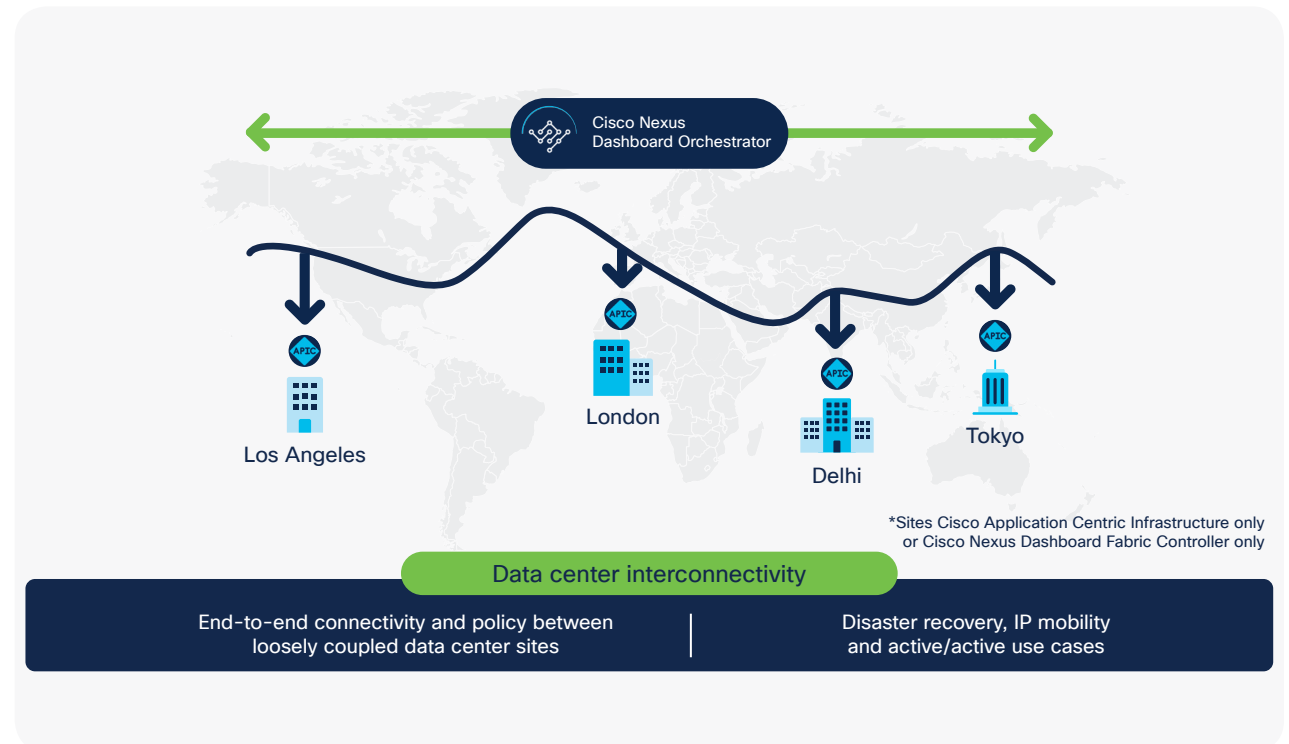 Cisco Nexus
Dashboard Orchestrator
APIC
Los Angeles
APIC
London
APIC
Delhi
APIC
Tokyo
*Sites Cisco Application Centric Infrastructure only
or Cisco Nexus Dashboard Fabric Controller only
Data center interconnectivity
End-to-end connectivity and policy between
loosely coupled data center sites
Disaster recovery, IP mobility
and active/active use cases